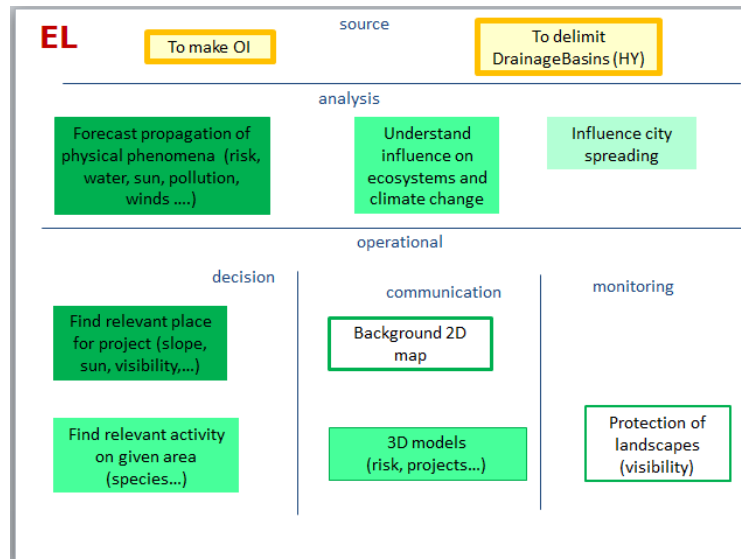 EL
source
To make OI
To delimit
DrainageBasins (HY)
analysis
Forecast propagation of
physical phenomena (risk,
water, sun, pollution,
winds ....)
Understand
influence on
ecosystems and
climate change
Influence city
spreading
operational
decision
communication
monitoring
Find relevant place
for project (slope,
sun, visibility,...)
Background 2D
map
Find relevant activity
on given area
(species...)
3D models
(risk, projects...)
Protection of
landscapes
(visibility)